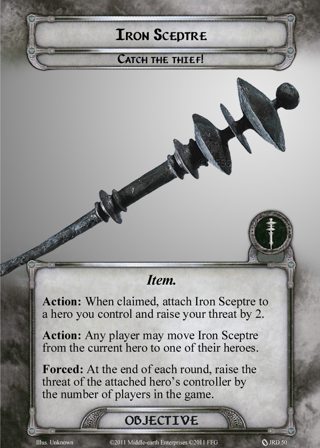 Iron Sceptre
Catch the thief!
Item.
Action: When claimed, attach Iron Sceptre to
a hero you control and raise your threat by 2.
Action: Any player may move Iron Sceptre
from the current hero to one of their heroes.
Forced: At the end of each round, raise the
threat of the attached hero's controller by
the number of players in the game.
OBJECTIVE
Illus. Unknown ©2011 Middle-earth Enterprises ©2011 FFG JRD 50